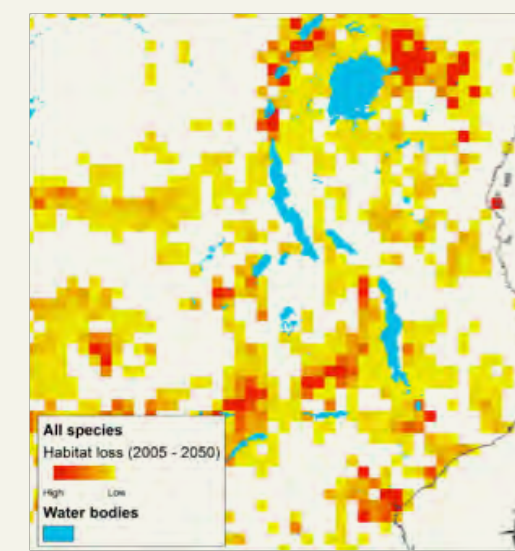 All species
Habitat loss (2005 - 2050)
High Low
Water bodies